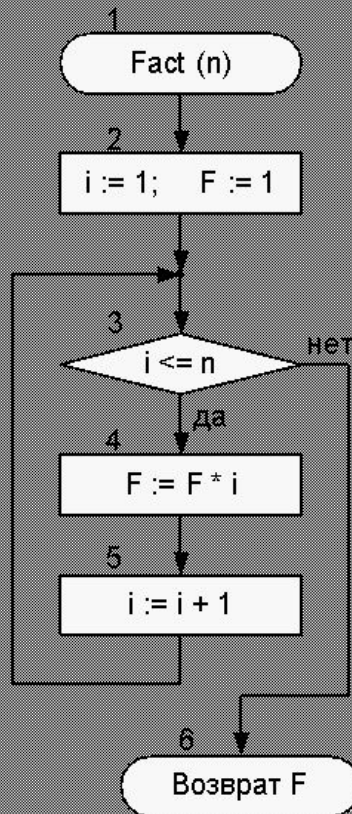 1
Fact (n)
2
i := 1; F := 1
3
i <= n
нет
да
4
F := F * i
5
i := i + 1
6
Возврат F